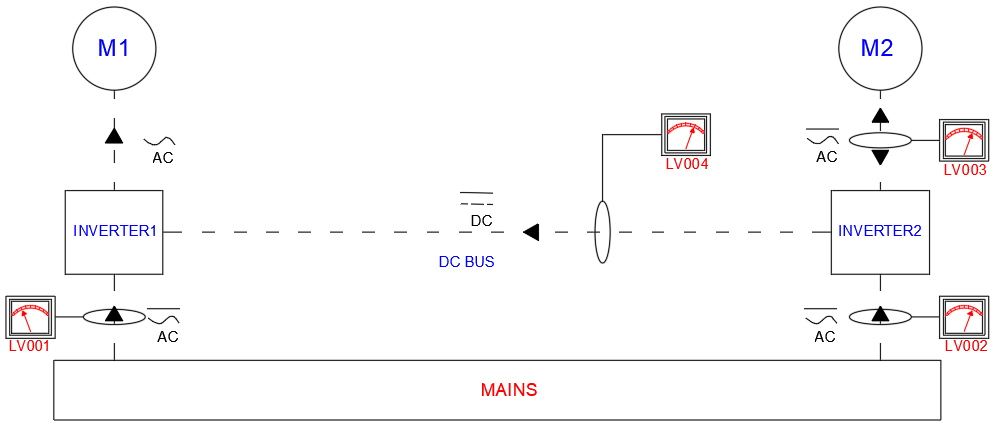 M1
M2
AC
LV004
AC
LV003
DC
INVERTER1
INVERTER2
DC BUS
AC
AC
LV001
LV002
MAINS